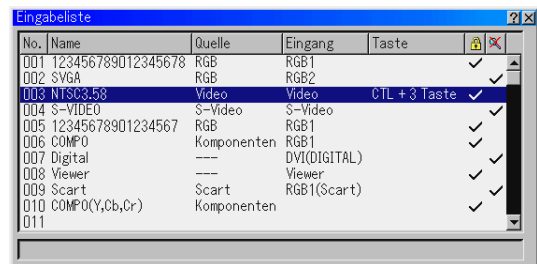 Eingabeliste
No. Name Quelle Eingang Taste
001 123456789012345678 RGB RGB1
002 SVGA RGB RGB2
003 NTSC3.58 Video Video CTL + 3 Taste
004 S-VIDEO S-Video S-Video
005 12345678901234567 RGB RGB1
006 COMPO Komponenten RGB1
007 Digital --- DVI(DIGITAL)
008 Viewer --- Viewer
009 Scart Scart RGB1(Scart)
010 COMPO(Y,Cb,Cr) Komponenten
011